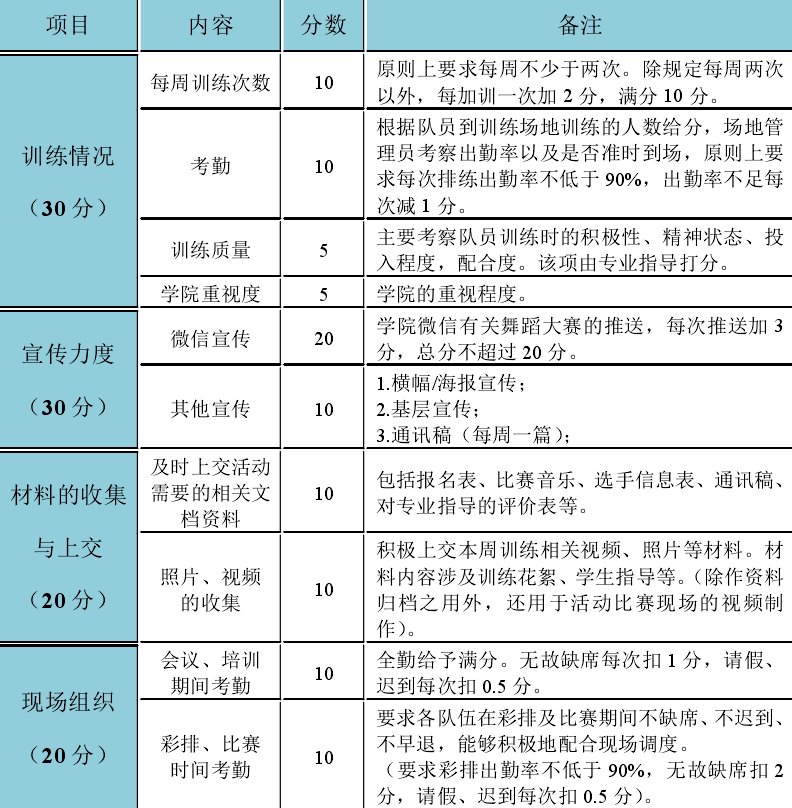 项目 内容 分数 备注
训练情况
（30分）
每周训练次数 10
原则上要求每周不少于两次。除规定每周两次
以外，每加训一次加 2 分，满分 10 分。
考勤 10
根据队员到训练场地训练的人数给分，场地管
理员考察出勤率以及是否准时到场，原则上要
求每次排练出勤率不低于 90%，出勤率不足每
次减 1 分。
训练质量 5
主要考察队员训练时的积极性、精神状态、投
入程度，配合度。该项由专业指导打分。
学院重视度 5 学院的重视程度。
宣传力度
（30分）
微信宣传 20
学院微信有关舞蹈大赛的推送，每次推送加 3
分，总分不超过 20 分。
其他宣传 10
1.横幅/海报宣传；
2.基层宣传；
3.通讯稿（每周一篇）；
材料的收集
与上交
（20分）
及时上交活动
需要的相关文
档资料
10
包括报名表、比赛音乐、选手信息表、通讯稿、
对专业指导的评价表等。
照片、视频
的收集
10
积极上交本周训练相关视频、照片等材料。材
料内容涉及训练花絮、学生指导等。（除作资料
归档之用外，还用于活动比赛现场的视频制
作）。
现场组织
（20分）
会议、培训
期间考勤
10
全勤给予满分。无故缺席每次扣 1 分，请假、
迟到每次扣 0.5 分。
彩排、比赛
时间考勤
10
要求各队伍在彩排及比赛期间不缺席、不迟到、
不早退，能够积极地配合现场调度。
（要求彩排出勤率不低于 90%，无故缺席扣 2
分，请假、迟到每次扣 0.5 分）。